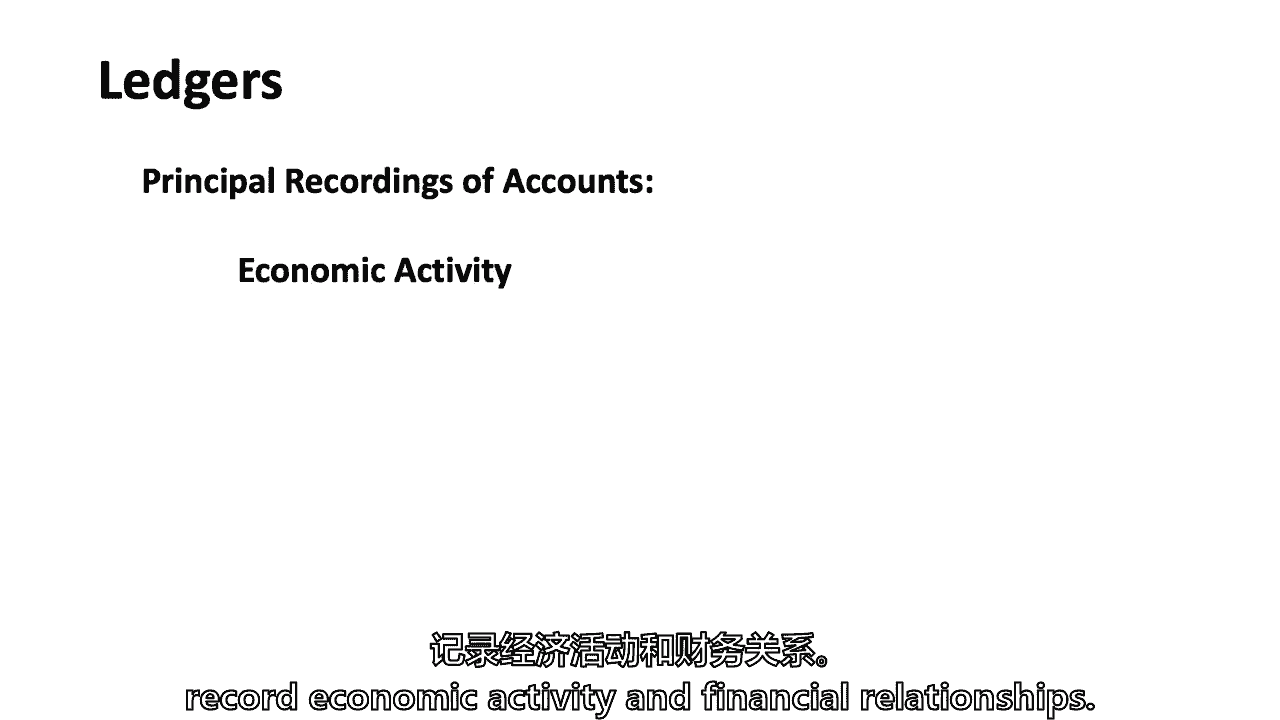 Ledgers
Principal Recordings of Accounts:
Economic Activity
记录经济活动和财务关系。
record economic activity and financial relationships.